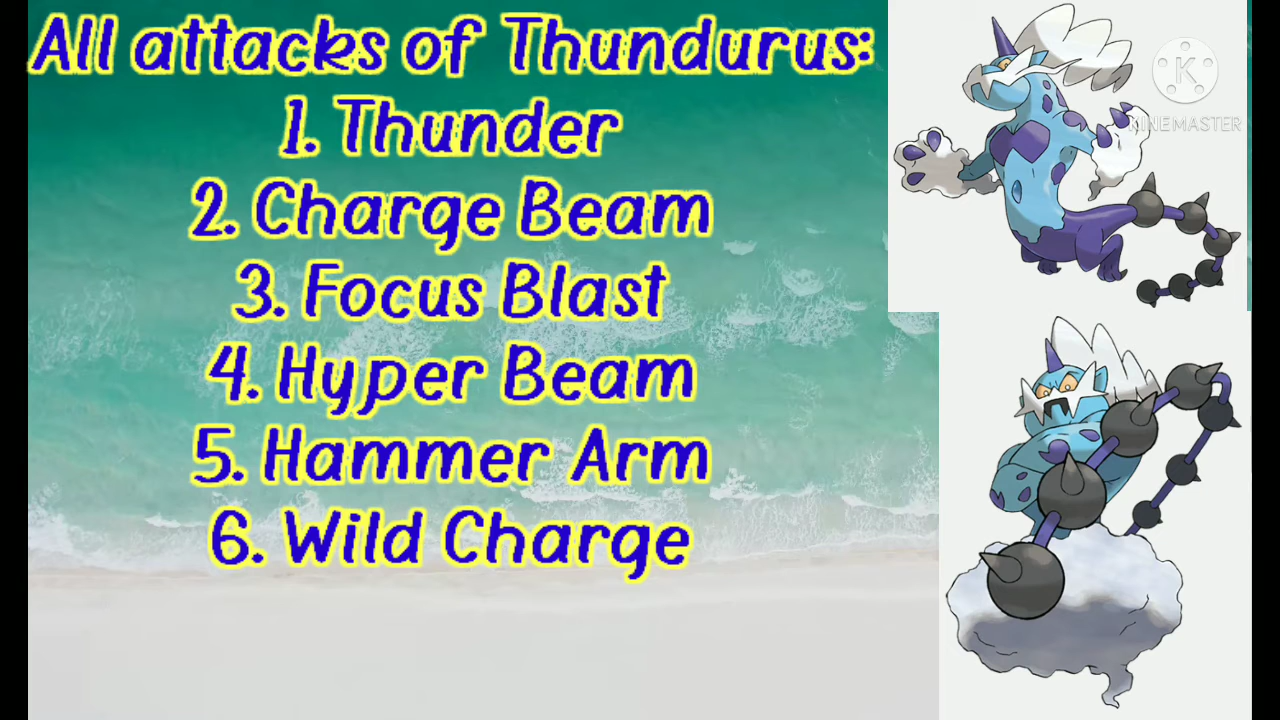 All attacks of Thundurus:
1. Thunder
2. Charge Beam
3. Focus Blast
4. Hyper Beam
5. Hammer Arm
6. Wild Charge
K
KINEMASTER